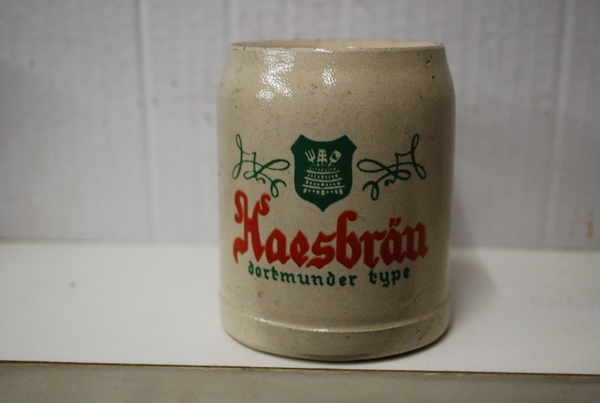 's Haesbräu
dortmunder type